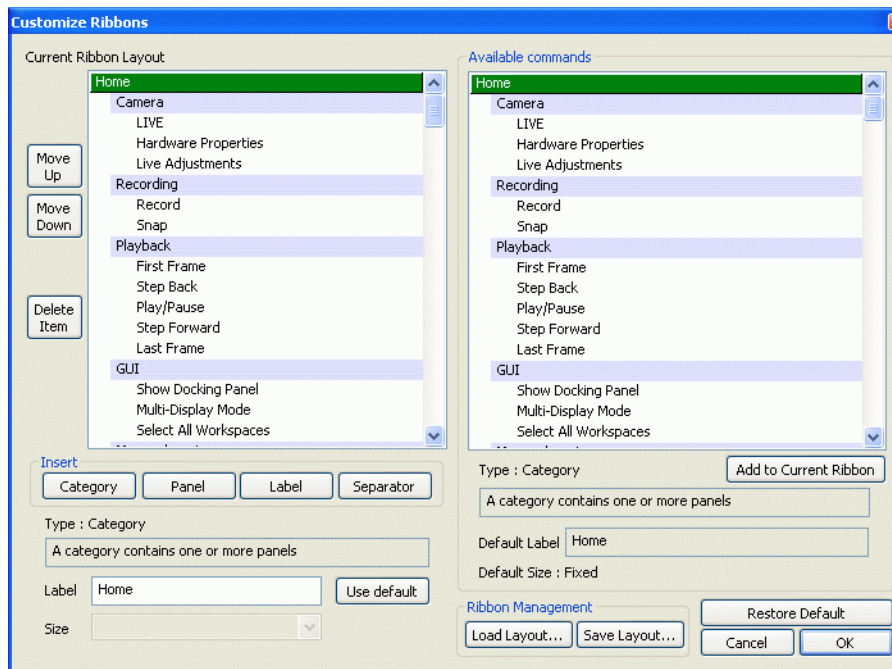 Customize Ribbons
Current Ribbon Layout
Home
Camera
LIVE
Hardware Properties
Live Adjustments
Recording
Record
Snap
Playback
First Frame
Step Back
Play/Pause
Step Forward
Last Frame
GUI
Show Docking Panel
Multi-Display Mode
Select All Workspaces
Move
Up
Move
Down
Delete
Item
Insert
Category
Panel
Label
Separator
Type : Category
A category contains one or more panels
Label
Home
Use default
Size
Available commands
Home
Camera
LIVE
Hardware Properties
Live Adjustments
Recording
Record
Snap
Playback
First Frame
Step Back
Play/Pause
Step Forward
Last Frame
GUI
Show Docking Panel
Multi-Display Mode
Select All Workspaces
Type : Category
Add to Current Ribbon
A category contains one or more panels
Default Label
Home
Default Size : Fixed
Ribbon Management
Load Layout...
Save Layout...
Restore Default
Cancel
OK